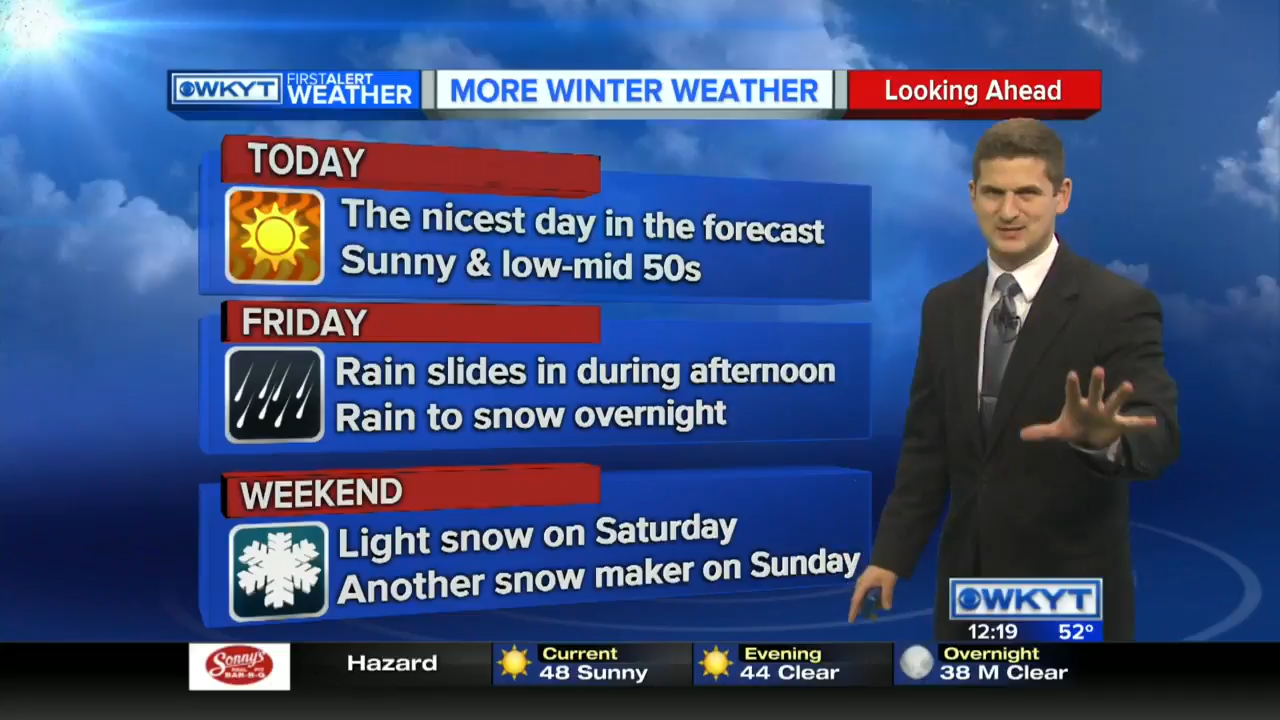 WKYT
FIRST ALERT
WEATHER
MORE WINTER WEATHER
Looking Ahead
TODAY
The nicest day in the forecast
Sunny & low-mid 50s
FRIDAY
Rain slides in during afternoon
Rain to snow overnight
WEEKEND
Light snow on Saturday
Another snow maker on Sunday
WKYT
12:19 52°
Sonny's
BAR-B-Q
Hazard
Current
48 Sunny
Evening
44 Clear
Overnight
38 M Clear